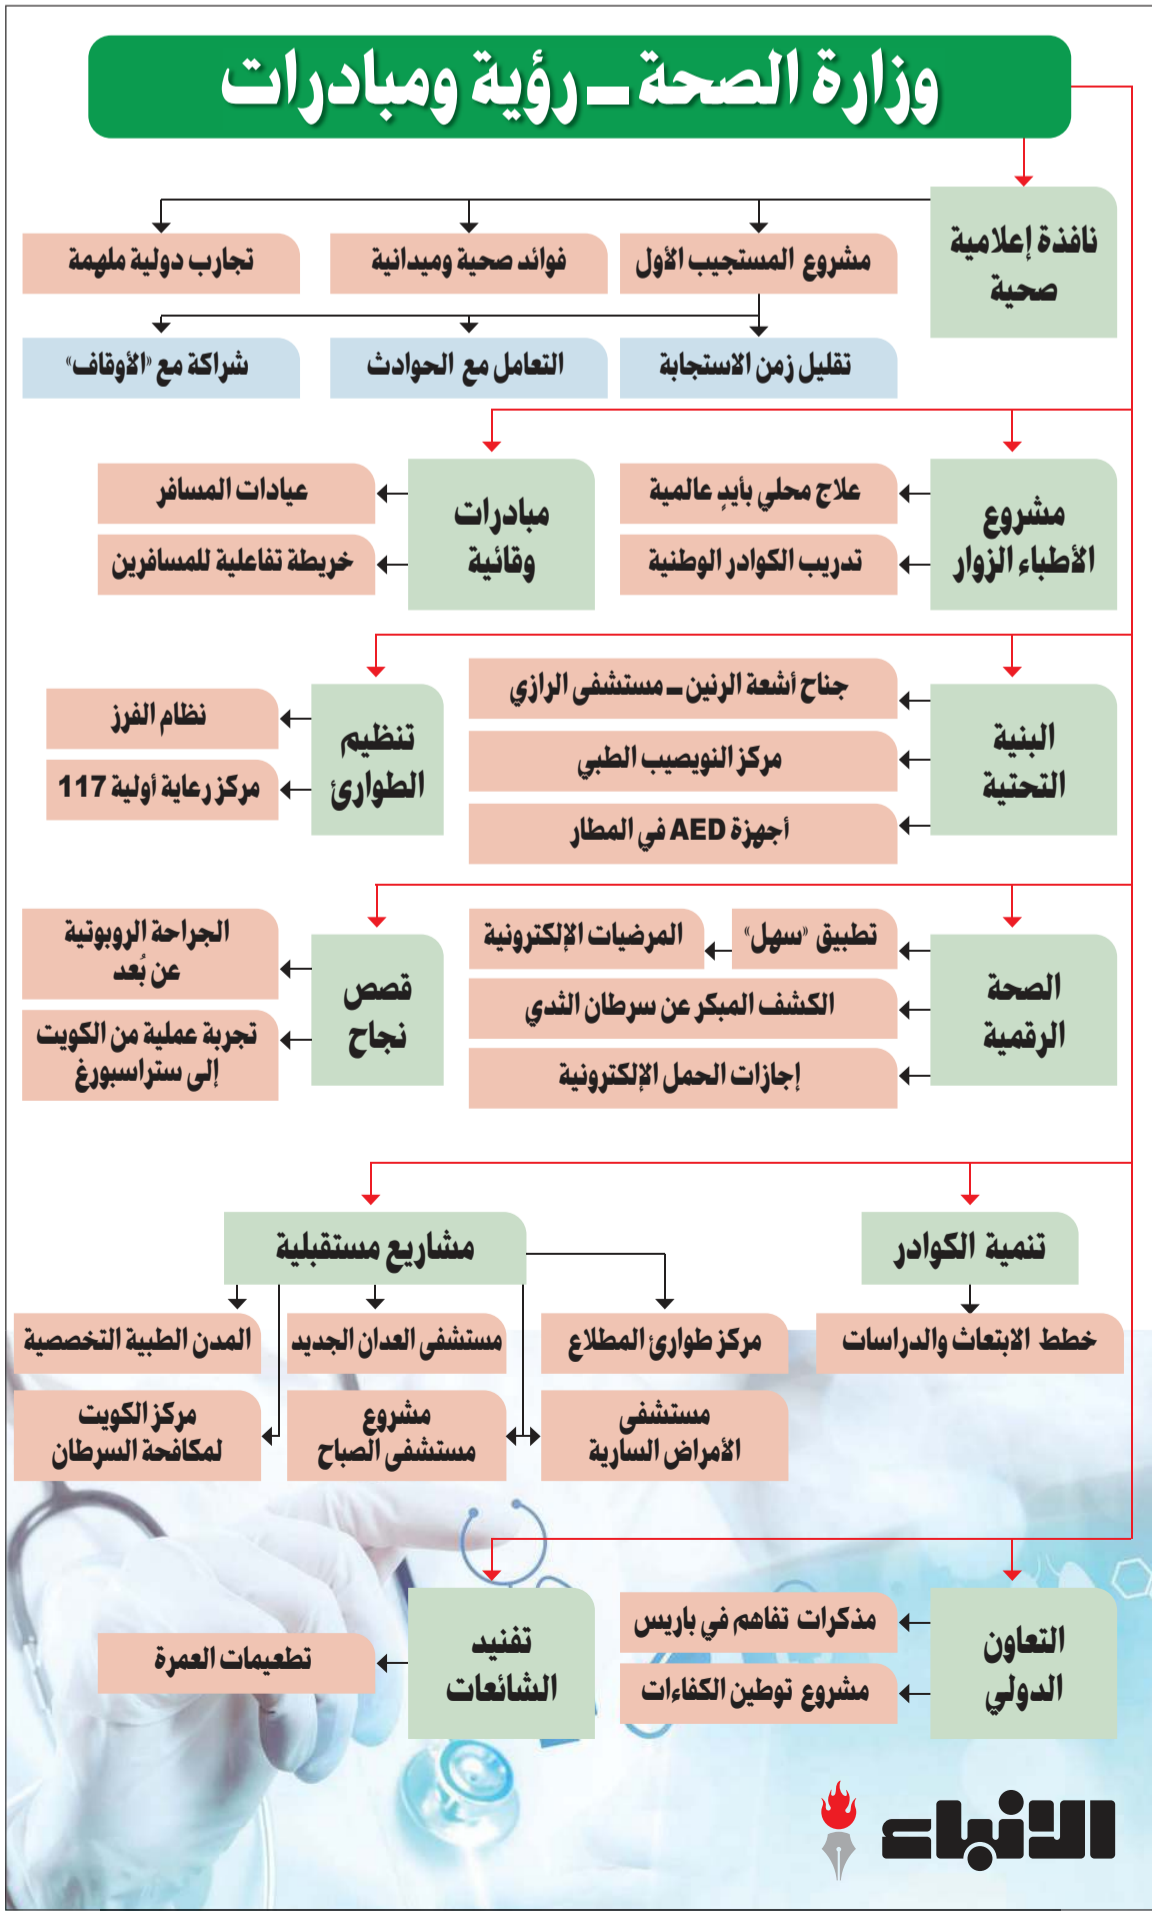 وزارة الصحة ـ رؤية ومبادرات
نافذة إعلامية
صحية
مشروع المستجيب الأول
فوائد صحية وميدانية
تجارب دولية ملهمة
تقليل زمن الاستجابة
التعامل مع الحوادث
شراكة مع «الأوقاف»
مشروع
الأطباء الزوار
علاج محلي بأيدٍ عالمية
تدريب الكوادر الوطنية
مبادرات
وقائية
عيادات المسافر
خريطة تفاعلية للمسافرين
البنية
التحتية
جناح أشعة الرنين ـ مستشفى الرازي
مركز النويصيب الطبي
أجهزة AED في المطار
تنظيم
الطوارئ
نظام الفرز
مركز رعاية أولية 117
الصحة
الرقمية
تطبيق «سهل»
المرضيات الإلكترونية
الكشف المبكر عن سرطان الثدي
إجازات الحمل الإلكترونية
قصص
نجاح
الجراحة الروبوتية
عن بُعد
تجربة عملية من الكويت
إلى ستراسبورغ
تنمية الكوادر
خطط الابتعاث والدراسات
مشاريع مستقبلية
مركز طوارئ المطلاع
مستشفى العدان الجديد
المدن الطبية التخصصية
مستشفى
الأمراض السارية
مشروع
مستشفى الصباح
مركز الكويت
لمكافحة السرطان
التعاون
الدولي
مذكرات تفاهم في باريس
مشروع توطين الكفاءات
تفنيد
الشائعات
تطعيمات العمرة
الأنباء